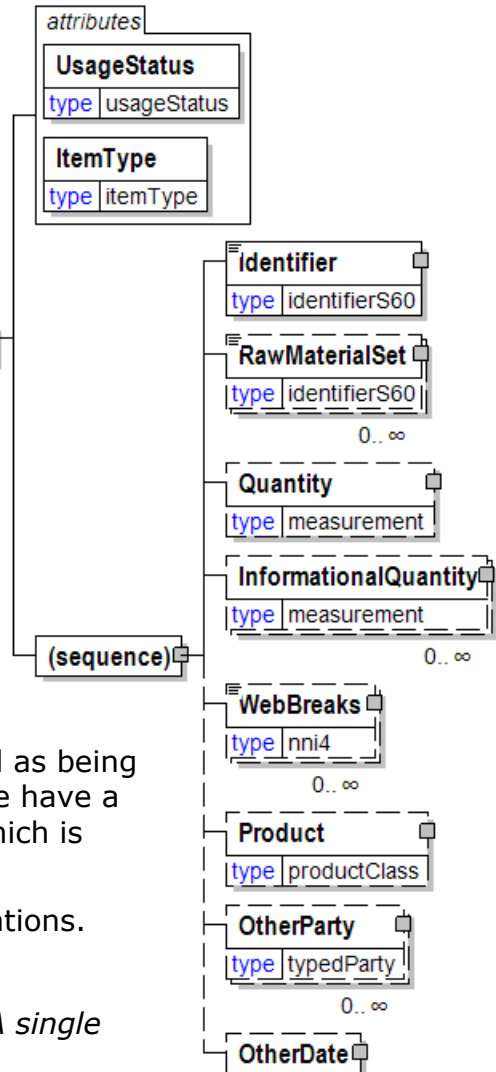 attributes
UsageStatus
type usageStatus
ItemType
type itemType
Identifier
type identifierS60
RawMaterialSet
type identifierS60
0.. ∞
Quantity
type measurement
InformationalQuantity
type measurement
0.. ∞
(sequence)
WebBreaks
type nni4
0.. ∞
Product
type productClass
OtherParty
type typedParty
0.. ∞
OtherDate
as being
e have a
hich is
ations.
A single